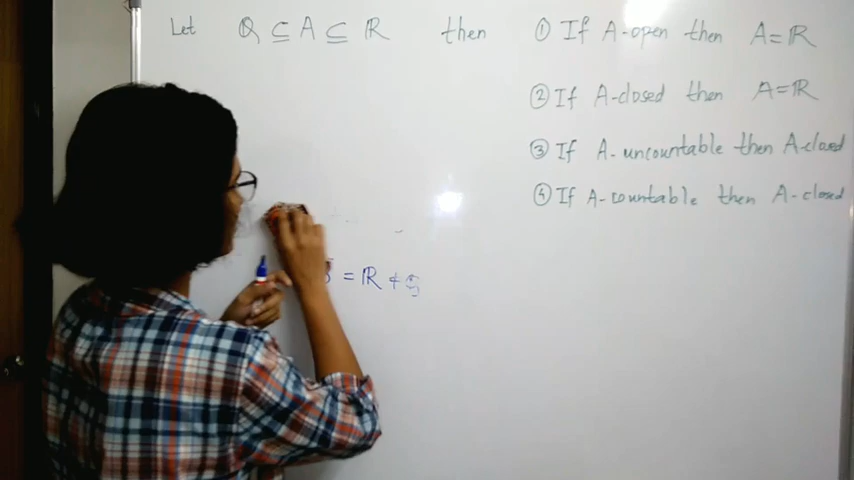 Let ℚ ⊆ A ⊆ ℝ then
① If A-open then A=ℝ
② If A-closed then A=ℝ
③ If A-uncountable then A-closed
④ If A-countable then A-closed
= ℝ